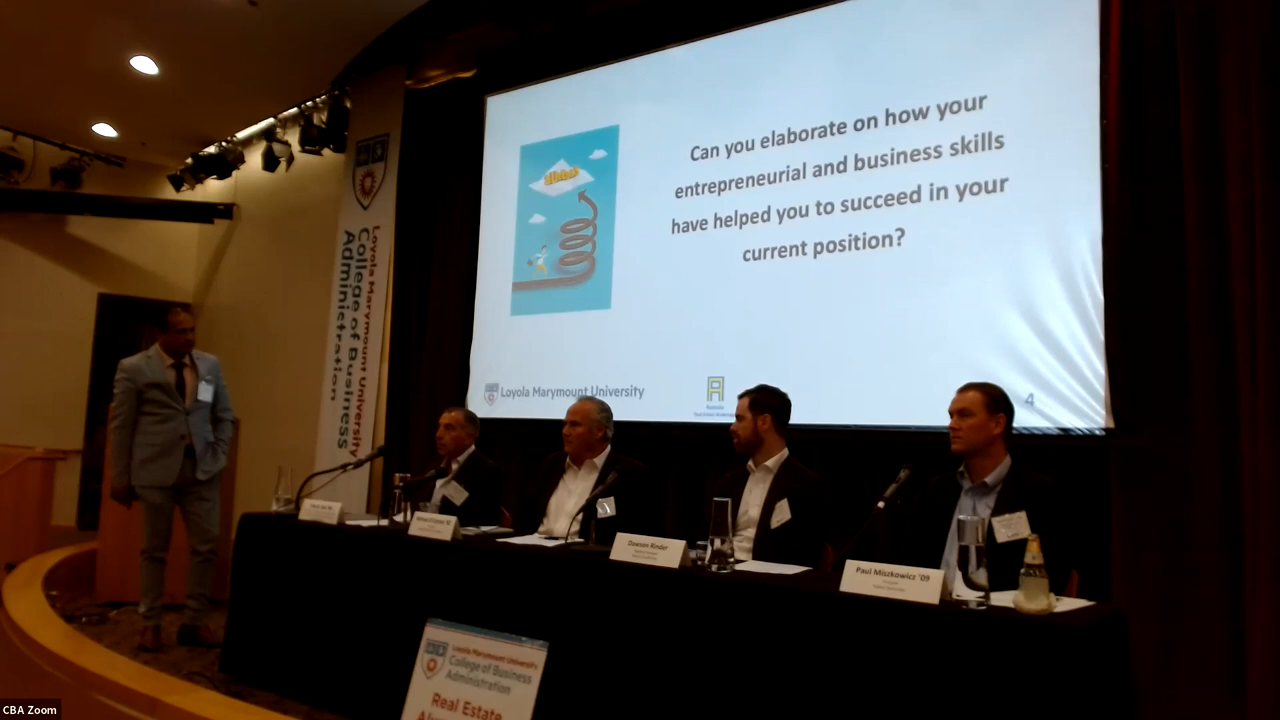 Can you elaborate on how your
entrepreneurial and business skills
have helped you to succeed in your
current position?
Loyola Marymount University
4
Loyola Marymount University
College of Business
Administration
Dawson Kinder
Paul Miszkowicz '09
Loyola Marymount University
College of Business
Administration
Real Estate
CBA Zoom